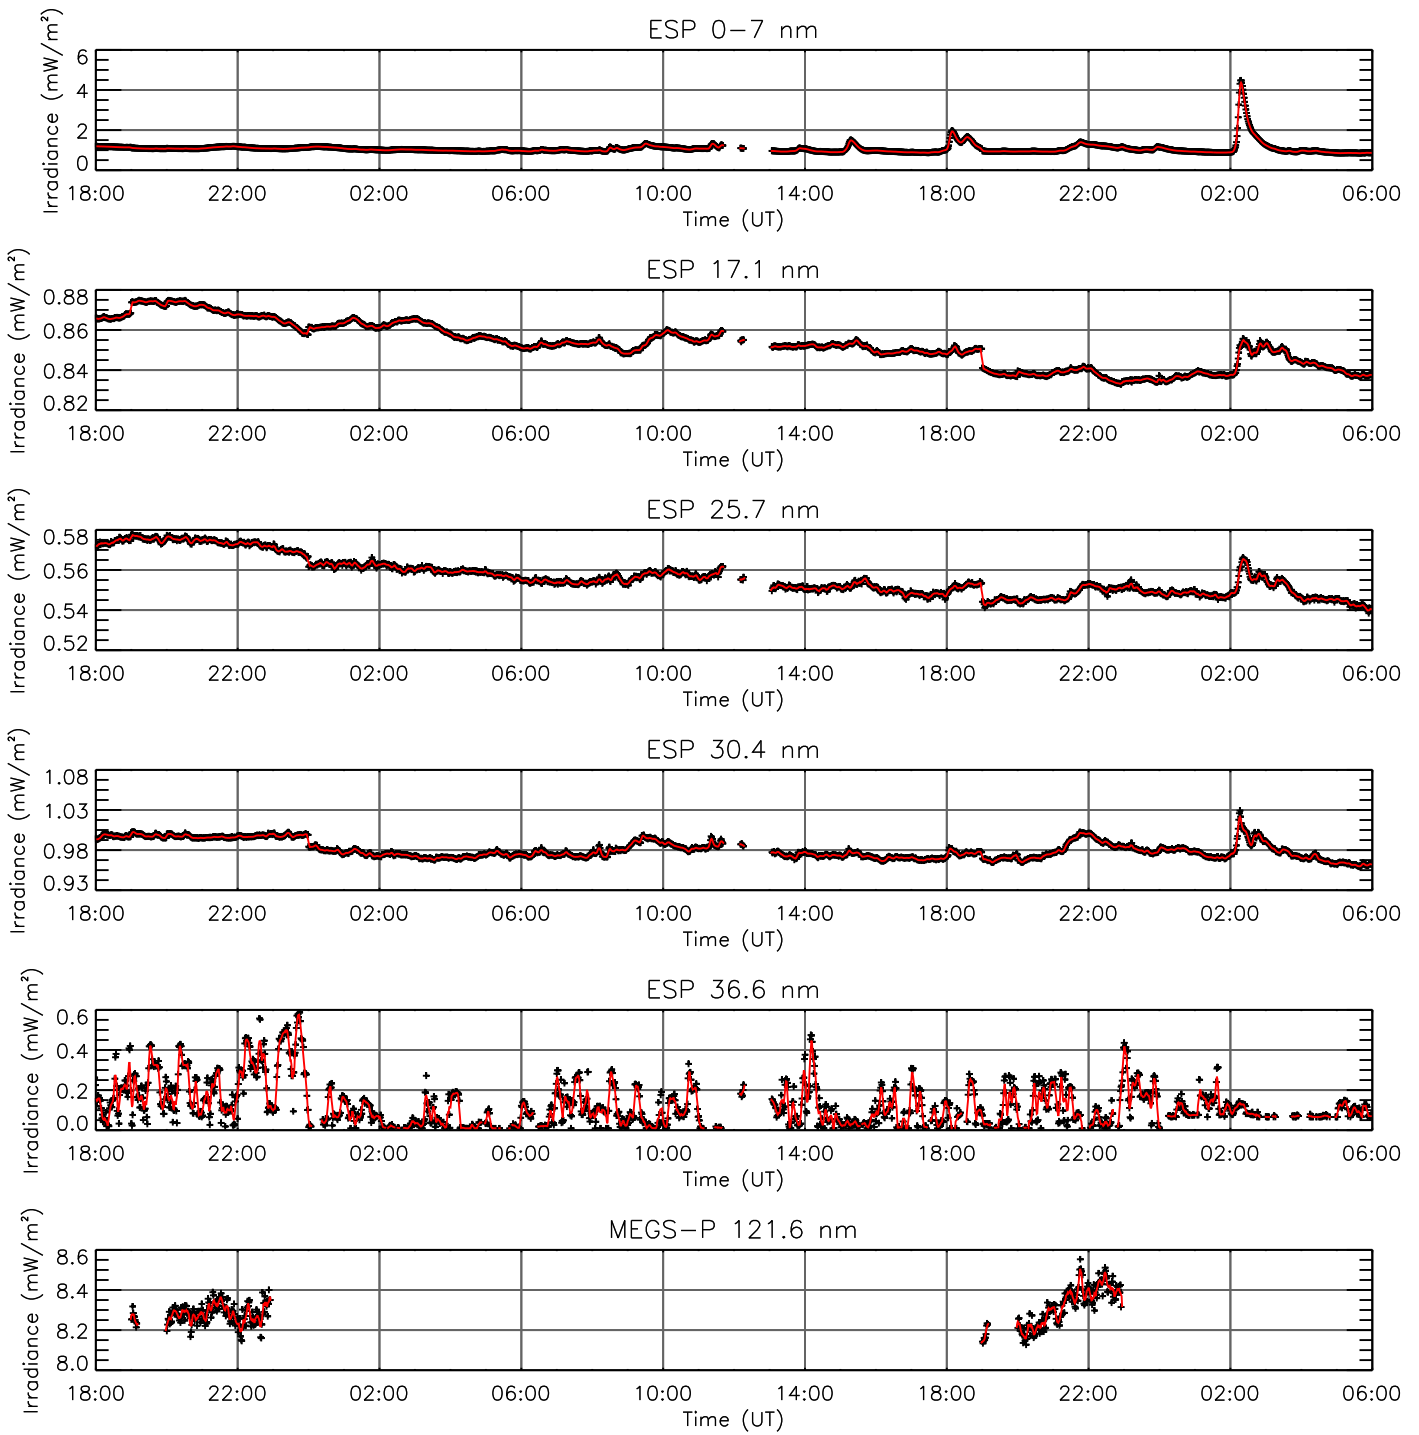 ESP 0–7 nm
Irradiance (mW/m²)
6
4
2
0
18:00 22:00 02:00 06:00 10:00 14:00 18:00 22:00 02:00 06:00
Time (UT)
ESP 17.1 nm
Irradiance (mW/m²)
0.88
0.86
0.84
0.82
18:00 22:00 02:00 06:00 10:00 14:00 18:00 22:00 02:00 06:00
Time (UT)
ESP 25.7 nm
Irradiance (mW/m²)
0.58
0.56
0.54
0.52
18:00 22:00 02:00 06:00 10:00 14:00 18:00 22:00 02:00 06:00
Time (UT)
ESP 30.4 nm
Irradiance (mW/m²)
1.08
1.03
0.98
0.93
18:00 22:00 02:00 06:00 10:00 14:00 18:00 22:00 02:00 06:00
Time (UT)
ESP 36.6 nm
Irradiance (mW/m²)
0.6
0.4
0.2
0.0
18:00 22:00 02:00 06:00 10:00 14:00 18:00 22:00 02:00 06:00
Time (UT)
MEGS–P 121.6 nm
Irradiance (mW/m²)
8.6
8.4
8.2
8.0
18:00 22:00 02:00 06:00 10:00 14:00 18:00 22:00 02:00 06:00
Time (UT)